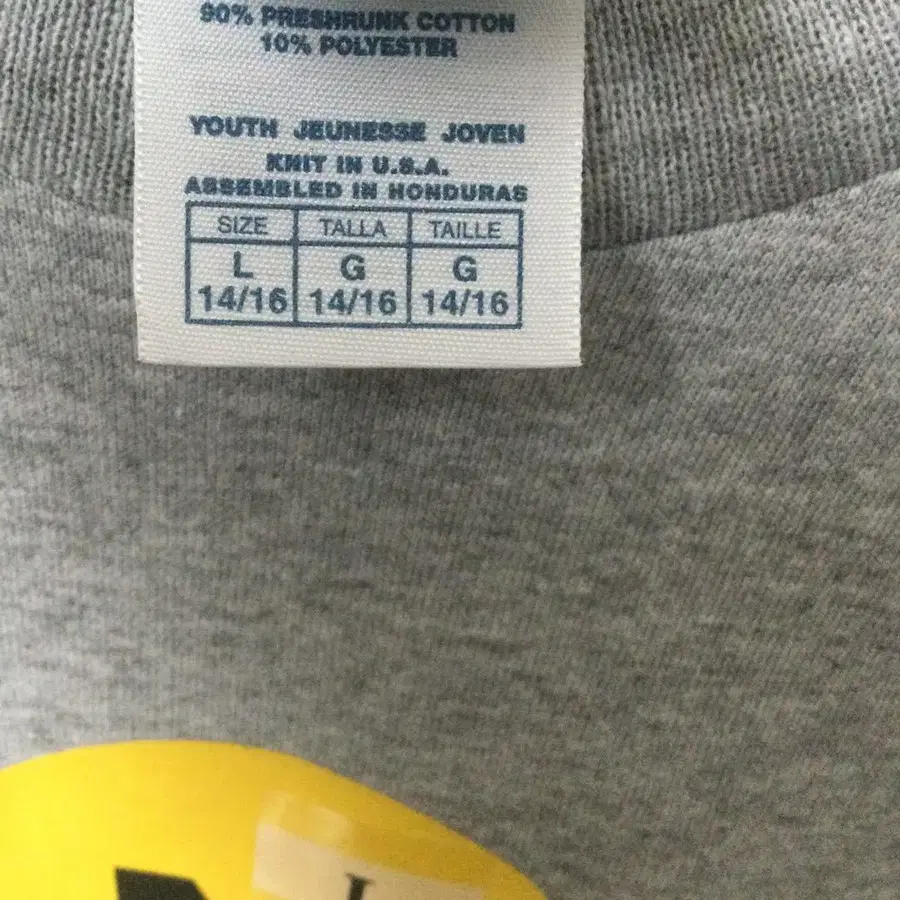 90% PRESHRUNK COTTON
10% POLYESTER
YOUTH JEUNESSE JOVEN
KNIT IN U.S.A.
ASSEMBLED IN HONDURAS
SIZE TALLA TAILLE
L G G
14/16 14/16 14/16